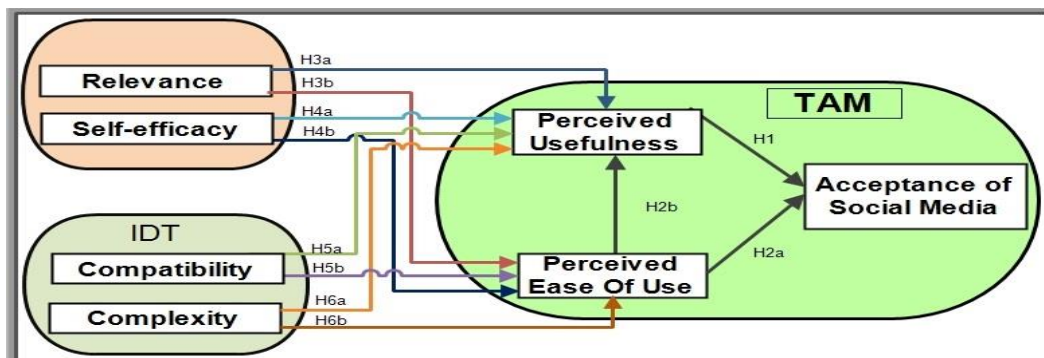 Relevance
Self-efficacy
H3a
H3b
H4a
H4b
IDT
Compatibility
Complexity
H5a
H5b
H6a
H6b
TAM
Perceived
Usefulness
H1
H2b
Acceptance of
Social Media
H2a
Perceived
Ease Of Use